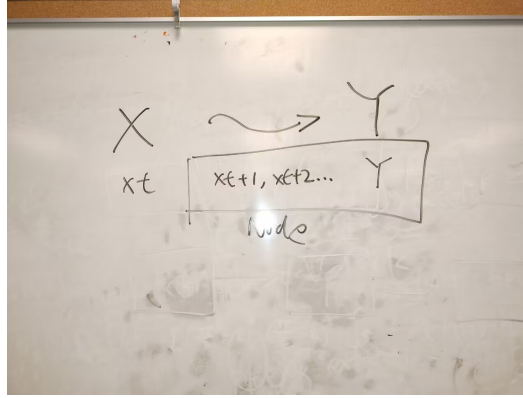 X → Y
xt xt+1, xt+2... Y
Node